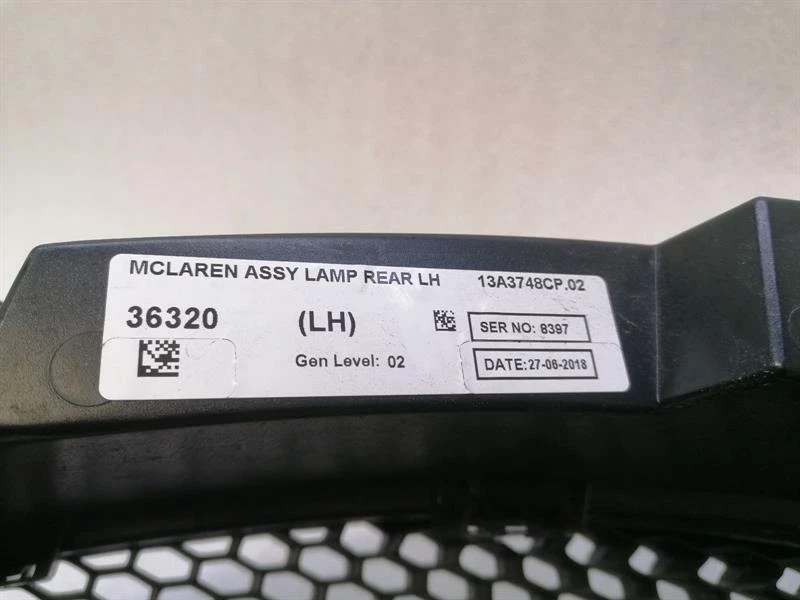 MCLAREN ASSY LAMP REAR LH 13A3748CP.02
36320 (LH) SER NO: 8397
Gen Level: 02 DATE:27-06-2018